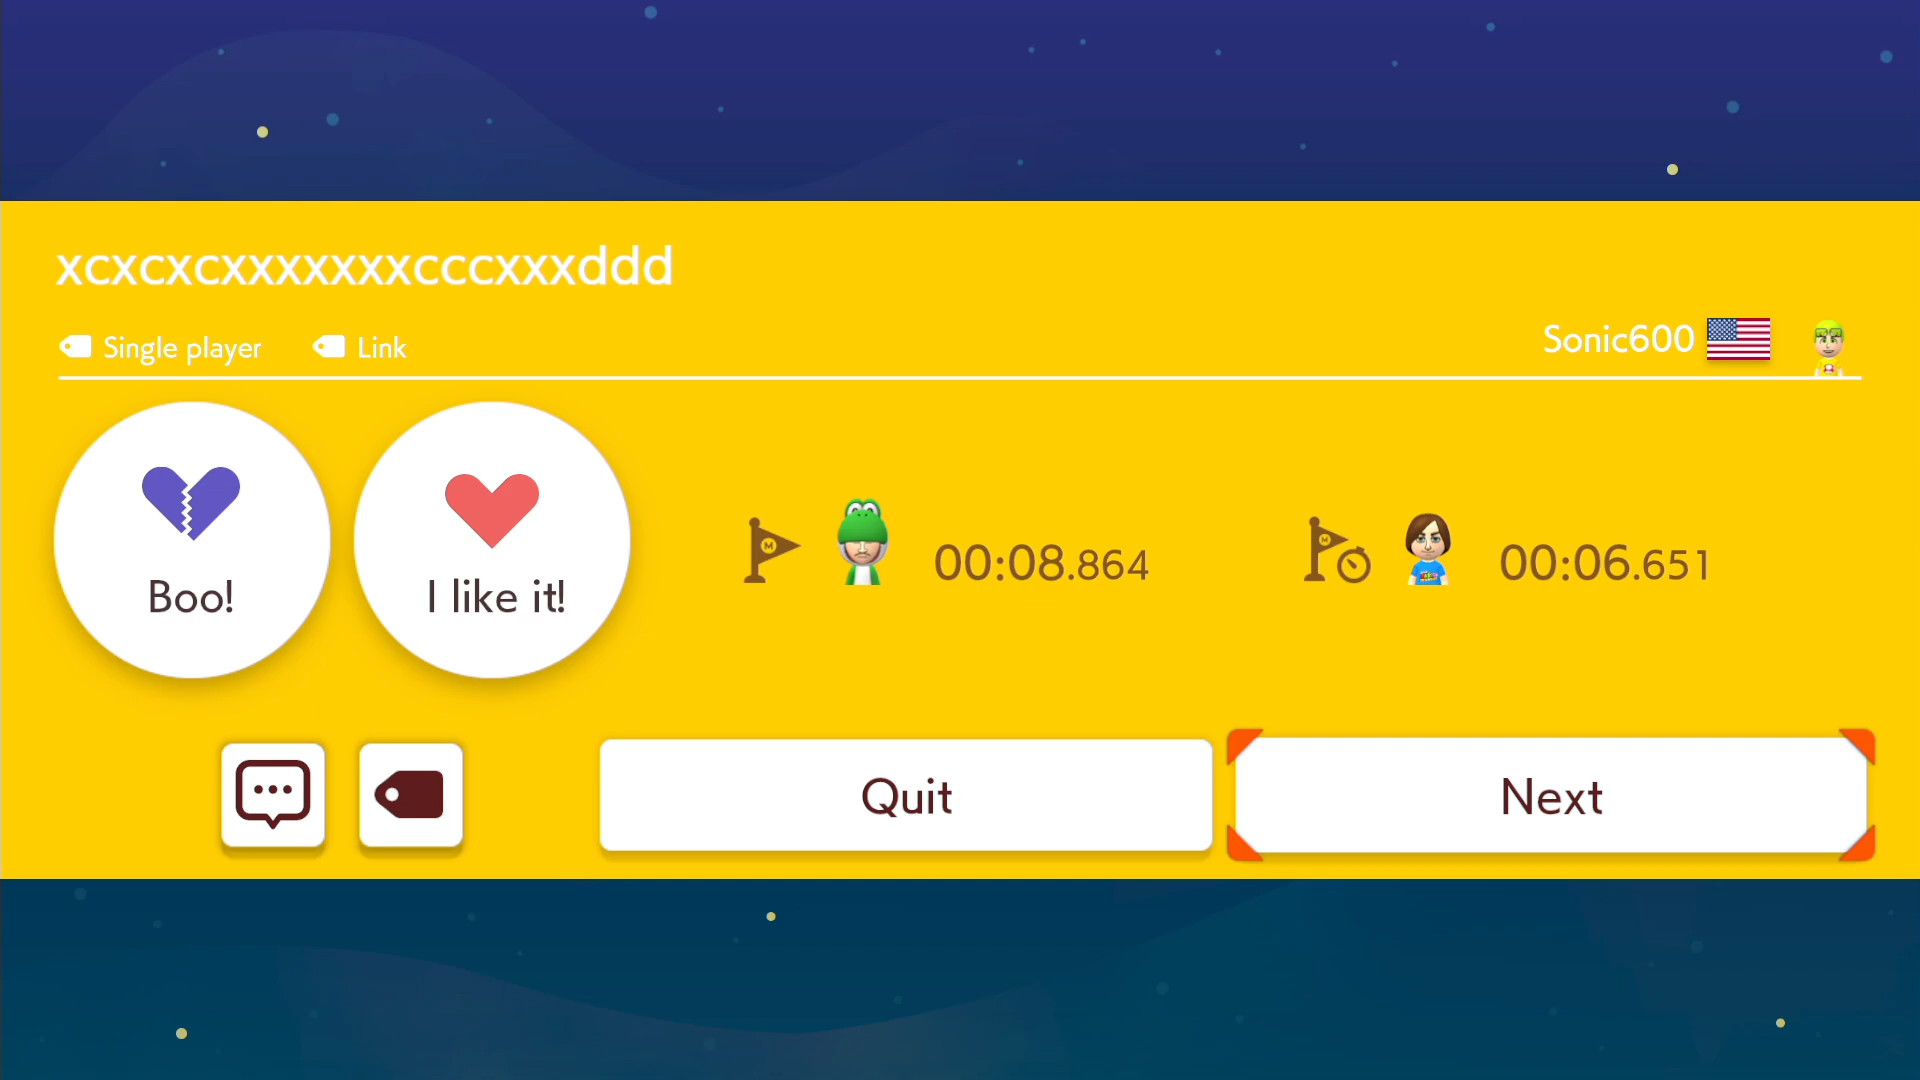 xcxcxcxxxxxxxcccxxxddd
Single player
Link
Sonic600
Boo!
I like it!
M
00:08.864
M
00:06.651
Quit
Next